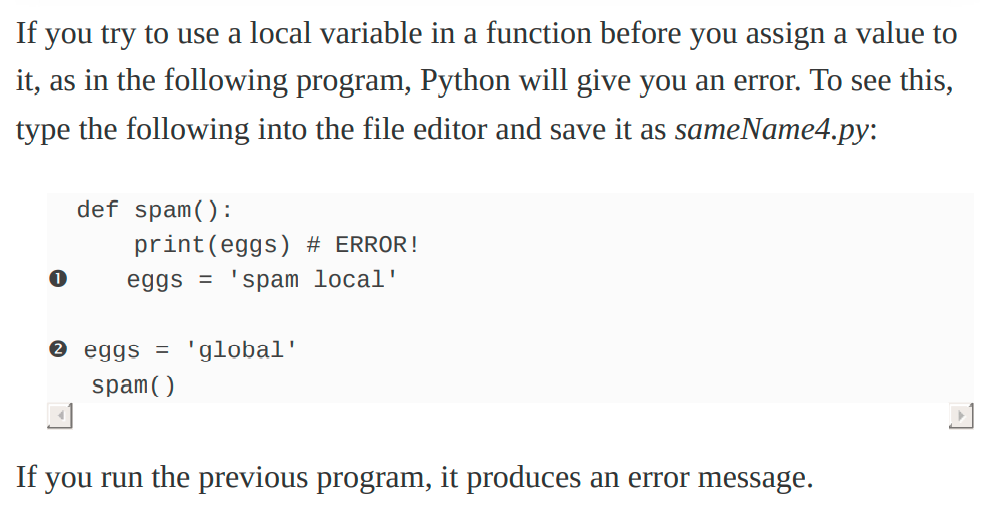 If you try to use a local variable in a function before you assign a value to
it, as in the following program, Python will give you an error. To see this,
type the following into the file editor and save it as sameName4.py:
def spam():
    print(eggs) # ERROR!
❶    eggs = 'spam local'
❷ eggs = 'global'
spam()
If you run the previous program, it produces an error message.